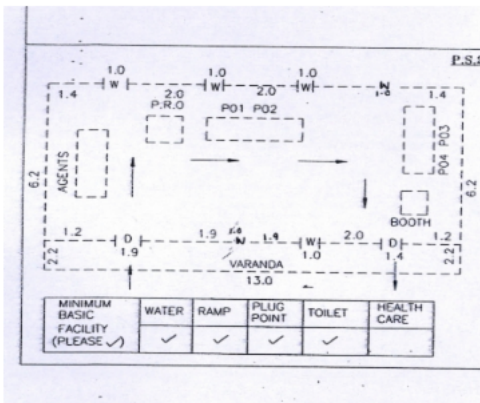 P.S.
1.0 1.0 1.0
W W W W 1.0
1.4 2.0 2.0 1.4
P.R.O P01 P02
AGENTS
P04 P03
6.2 6.2
BOOTH
1.2 D 1.9 1.4 W 2.0 D 1.2
2.2 1.9 1.0 1.4 2.2
VARANDA
13.0
MINIMUM BASIC FACILITY (PLEASE ✓) WATER RAMP PLUG POINT TOILET HEALTH CARE
✓ ✓ ✓ ✓